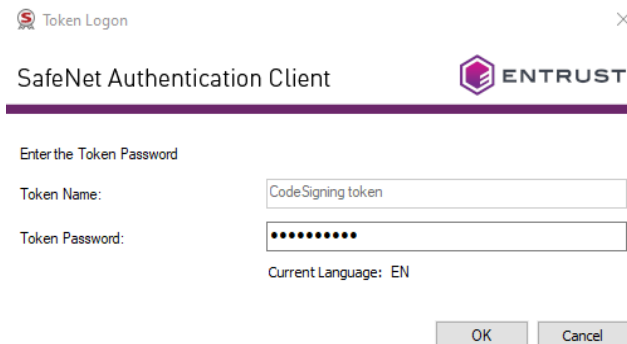 Token Logon
SafeNet Authentication Client
ENTRUST
Enter the Token Password
Token Name:
CodeSigning token
Token Password:
••••••••••
Current Language: EN
OK
Cancel